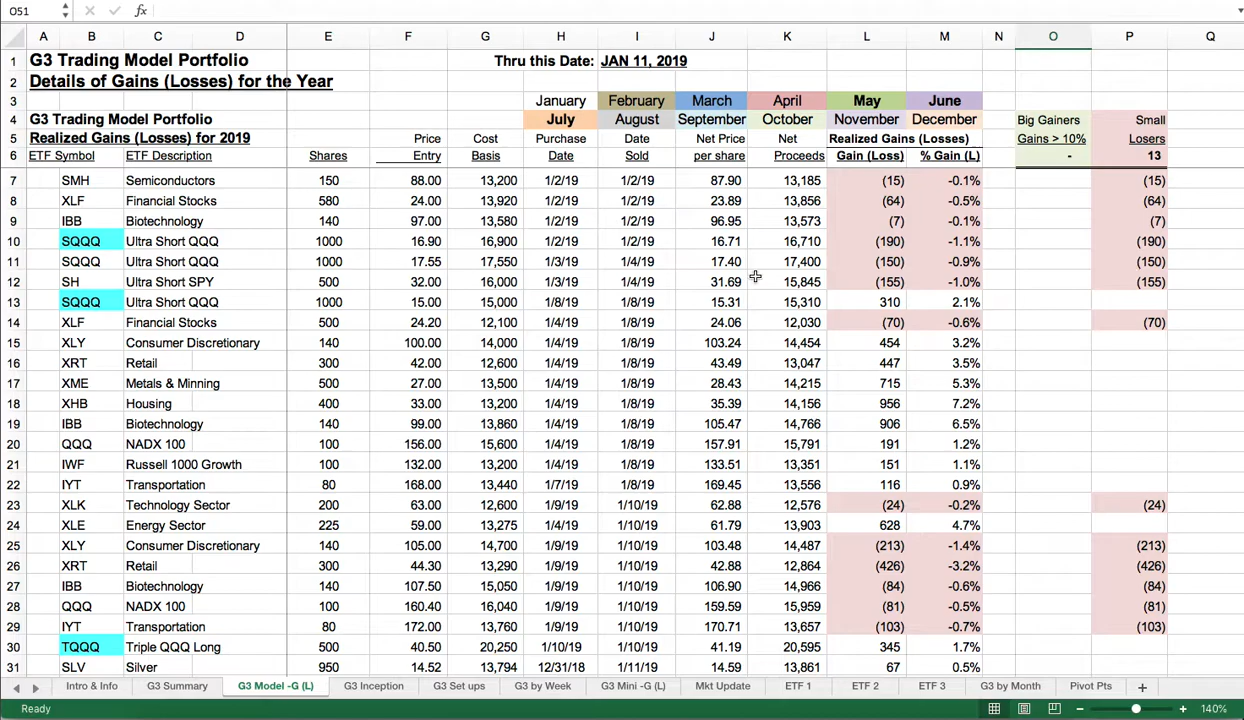 O51 fx
A B C D E F G H I J K L M N O P Q
1 G3 Trading Model Portfolio Thru this Date: JAN 11, 2019
2 Details of Gains (Losses) for the Year
3 January February March April May June
4 G3 Trading Model Portfolio July August September October November December Big Gainers Small
5 Realized Gains (Losses) for 2019 Price Cost Purchase Date Net Price Net Realized Gains (Losses) Gains > 10% Losers
6 ETF Symbol ETF Description Shares Entry Basis Date Sold per share Proceeds Gain (Loss) % Gain (L) - 13
7 SMH Semiconductors 150 88.00 13,200 1/2/19 1/2/19 87.90 13,185 (15) -0.1% (15)
8 XLF Financial Stocks 580 24.00 13,920 1/2/19 1/2/19 23.89 13,856 (64) -0.5% (64)
9 IBB Biotechnology 140 97.00 13,580 1/2/19 1/2/19 96.95 13,573 (7) -0.1% (7)
10 SQQQ Ultra Short QQQ 1000 16.90 16,900 1/2/19 1/2/19 16.71 16,710 (190) -1.1% (190)
11 SQQQ Ultra Short QQQ 1000 17.55 17,550 1/3/19 1/4/19 17.40 17,400 (150) -0.9% (150)
12 SH Ultra Short SPY 500 32.00 16,000 1/3/19 1/4/19 31.69 15,845 (155) -1.0% (155)
13 SQQQ Ultra Short QQQ 1000 15.00 15,000 1/8/19 1/8/19 15.31 15,310 310 2.1%
14 XLF Financial Stocks 500 24.20 12,100 1/4/19 1/8/19 24.06 12,030 (70) -0.6% (70)
15 XLY Consumer Discretionary 140 100.00 14,000 1/4/19 1/8/19 103.24 14,454 454 3.2%
16 XRT Retail 300 42.00 12,600 1/4/19 1/8/19 43.49 13,047 447 3.5%
17 XME Metals & Minning 500 27.00 13,500 1/4/19 1/8/19 28.43 14,215 715 5.3%
18 XHB Housing 400 33.00 13,200 1/4/19 1/8/19 35.39 14,156 956 7.2%
19 IBB Biotechnology 140 99.00 13,860 1/4/19 1/8/19 105.47 14,766 906 6.5%
20 QQQ NADX 100 100 156.00 15,600 1/4/19 1/8/19 157.91 15,791 191 1.2%
21 IWF Russell 1000 Growth 100 132.00 13,200 1/4/19 1/8/19 133.51 13,351 151 1.1%
22 IYT Transportation 80 168.00 13,440 1/7/19 1/8/19 169.45 13,556 116 0.9%
23 XLK Technology Sector 200 63.00 12,600 1/9/19 1/10/19 62.88 12,576 (24) -0.2% (24)
24 XLE Energy Sector 225 59.00 13,275 1/9/19 1/10/19 61.79 13,903 628 4.7%
25 XLY Consumer Discretionary 140 105.00 14,700 1/9/19 1/10/19 103.48 14,487 (213) -1.4% (213)
26 XRT Retail 300 44.30 13,290 1/9/19 1/10/19 42.88 12,864 (426) -3.2% (426)
27 IBB Biotechnology 140 107.50 15,050 1/9/19 1/10/19 106.90 14,966 (84) -0.6% (84)
28 QQQ NADX 100 100 160.40 16,040 1/9/19 1/10/19 159.59 15,959 (81) -0.5% (81)
29 IYT Transportation 80 172.00 13,760 1/9/19 1/10/19 170.71 13,657 (103) -0.7% (103)
30 TQQQ Triple QQQ Long 500 40.50 20,250 1/10/19 1/10/19 41.19 20,595 345 1.7%
31 SLV Silver 950 14.52 13,794 12/31/18 1/11/19 14.59 13,861 67 0.5%
Intro & Info G3 Summary G3 Model -G (L) G3 Inception G3 Set ups G3 by Week G3 Mini -G (L) Mkt Update ETF 1 ETF 2 ETF 3 G3 by Month Pivot Pts +
Ready − + 140%